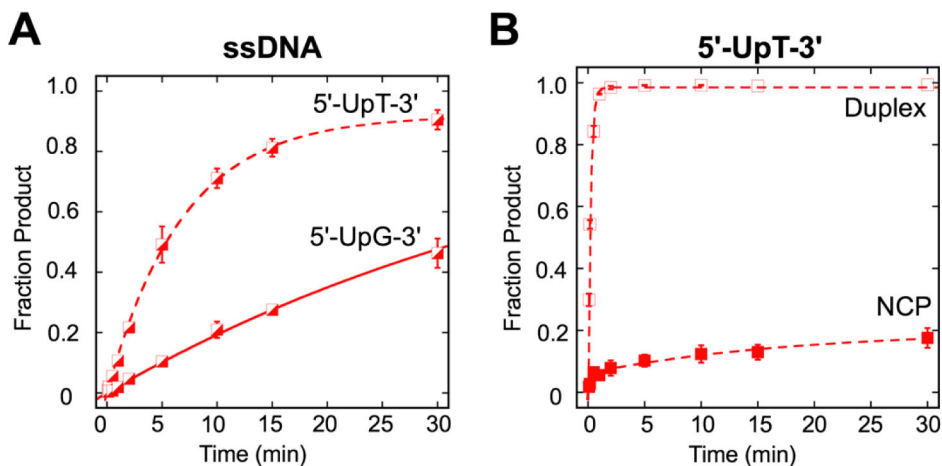 A
ssDNA
1.0
0.8
0.6
0.4
0.2
0
Fraction Product
5'-UpT-3'
5'-UpG-3'
0 5 10 15 20 25 30
Time (min)
B
5'-UpT-3'
1.0
0.8
0.6
0.4
0.2
0
Fraction Product
Duplex
NCP
0 5 10 15 20 25 30
Time (min)